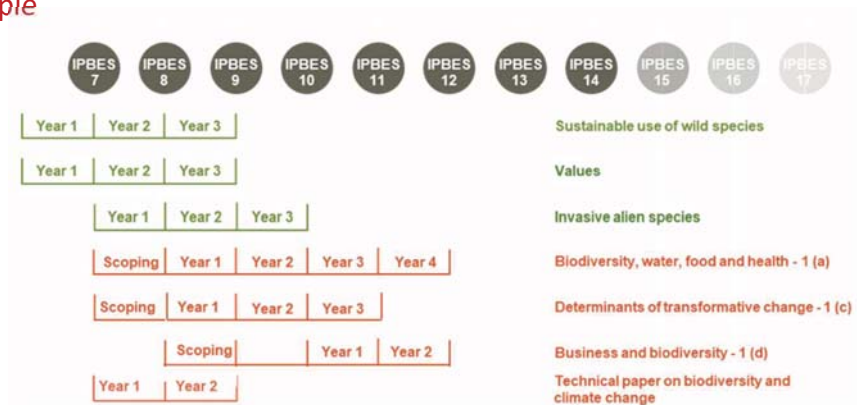 IPBES 7 IPBES 8 IPBES 9 IPBES 10 IPBES 11 IPBES 12 IPBES 13 IPBES 14 IPBES 15 IPBES 16 IPBES 17
Year 1 Year 2 Year 3 Sustainable use of wild species
Year 1 Year 2 Year 3 Values
Year 1 Year 2 Year 3 Invasive alien species
Scoping Year 1 Year 2 Year 3 Year 4 Biodiversity, water, food and health - 1 (a)
Scoping Year 1 Year 2 Year 3 Determinants of transformative change - 1 (c)
Scoping Year 1 Year 2 Business and biodiversity - 1 (d)
Year 1 Year 2 Technical paper on biodiversity and
climate change